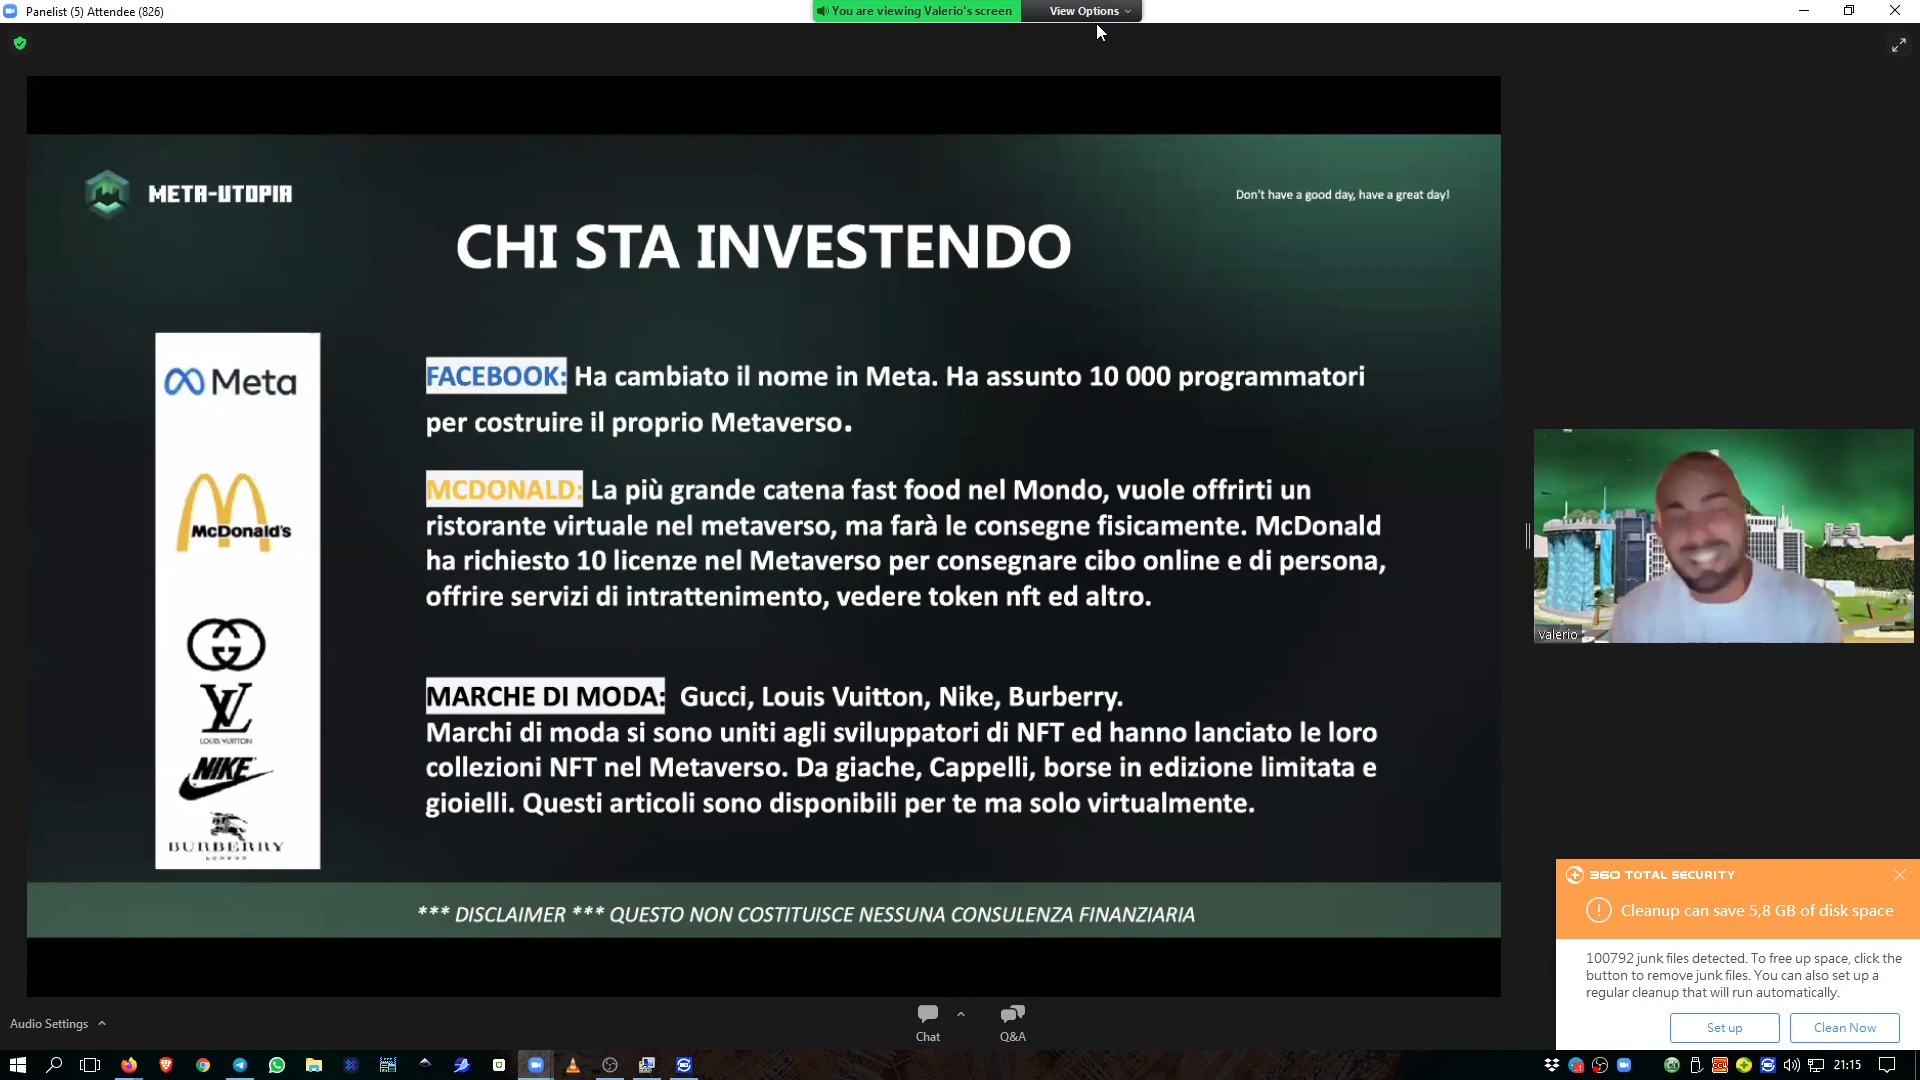 Panelist (5) Attendee (826)
You are viewing Valerio's screen
View Options
META-UTOPIA
Don't have a good day, have a great day!
CHI STA INVESTENDO
Meta
FACEBOOK: Ha cambiato il nome in Meta. Ha assunto 10 000 programmatori
per costruire il proprio Metaverso.
McDonald's
MCDONALD: La più grande catena fast food nel Mondo, vuole offrirti un
ristorante virtuale nel metaverso, ma farà le consegne fisicamente. McDonald
ha richiesto 10 licenze nel Metaverso per consegnare cibo online e di persona,
offrire servizi di intrattenimento, vedere token nft ed altro.
Valerio
LOUIS VUITTON
NIKE
BURBERRY
LONDON
MARCHE DI MODA: Gucci, Louis Vuitton, Nike, Burberry.
Marchi di moda si sono uniti agli sviluppatori di NFT ed hanno lanciato le loro
collezioni NFT nel Metaverso. Da giache, Cappelli, borse in edizione limitata e
gioielli. Questi articoli sono disponibili per te ma solo virtualmente.
*** DISCLAIMER *** QUESTO NON COSTITUISCE NESSUNA CONSULENZA FINANZIARIA
360 TOTAL SECURITY
Cleanup can save 5,8 GB of disk space
100792 junk files detected. To free up space, click the
button to remove junk files. You can also set up a
regular cleanup that will run automatically.
Set up
Clean Now
Audio Settings
Chat
Q&A
21:15